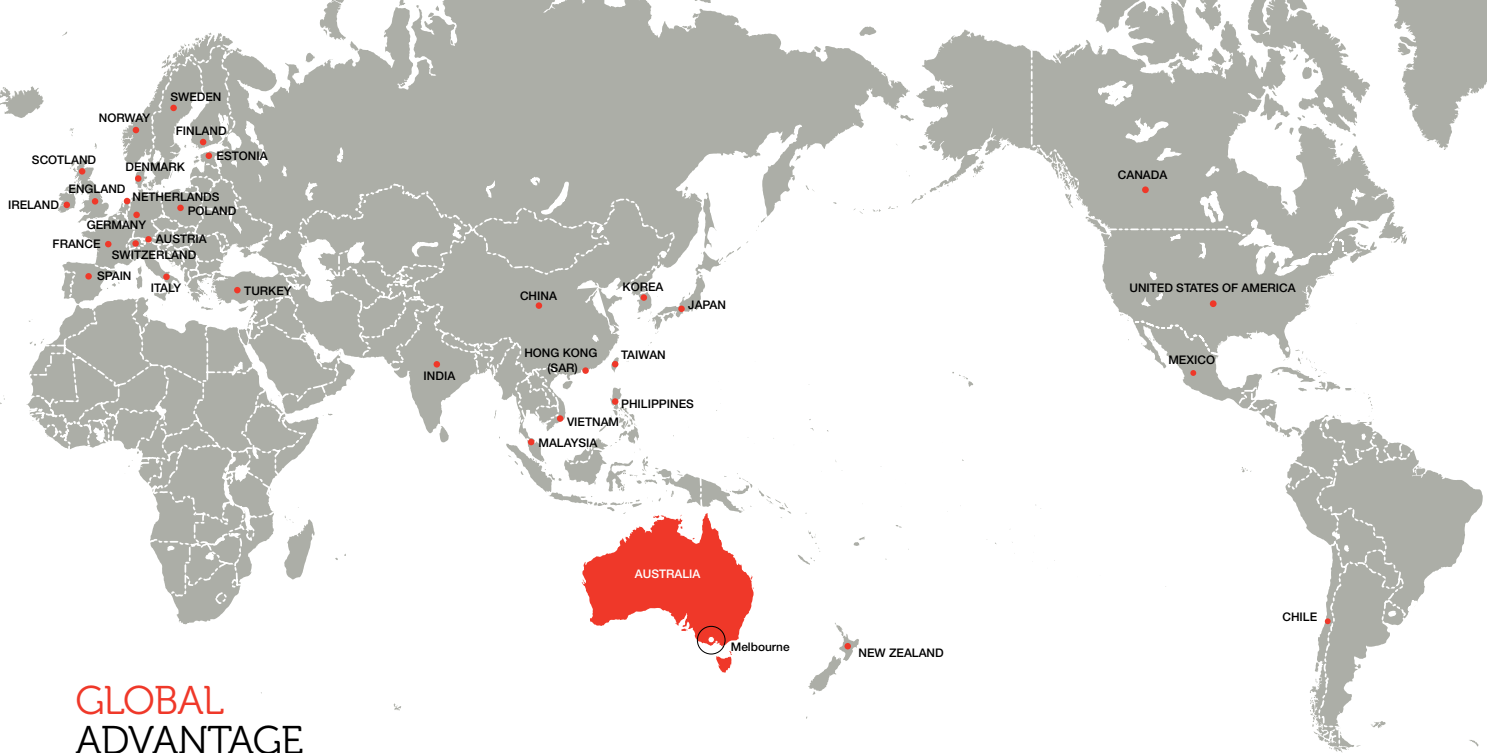 SWEDEN
NORWAY
FINLAND
ESTONIA
SCOTLAND
DENMARK
ENGLAND
NETHERLANDS
IRELAND
POLAND
GERMANY
AUSTRIA
FRANCE
SWITZERLAND
SPAIN
ITALY
TURKEY
CHINA
KOREA
JAPAN
HONG KONG
(SAR)
TAIWAN
INDIA
PHILIPPINES
VIETNAM
MALAYSIA
CANADA
UNITED STATES OF AMERICA
MEXICO
CHILE
AUSTRALIA
Melbourne
NEW ZEALAND
GLOBAL
ADVANTAGE